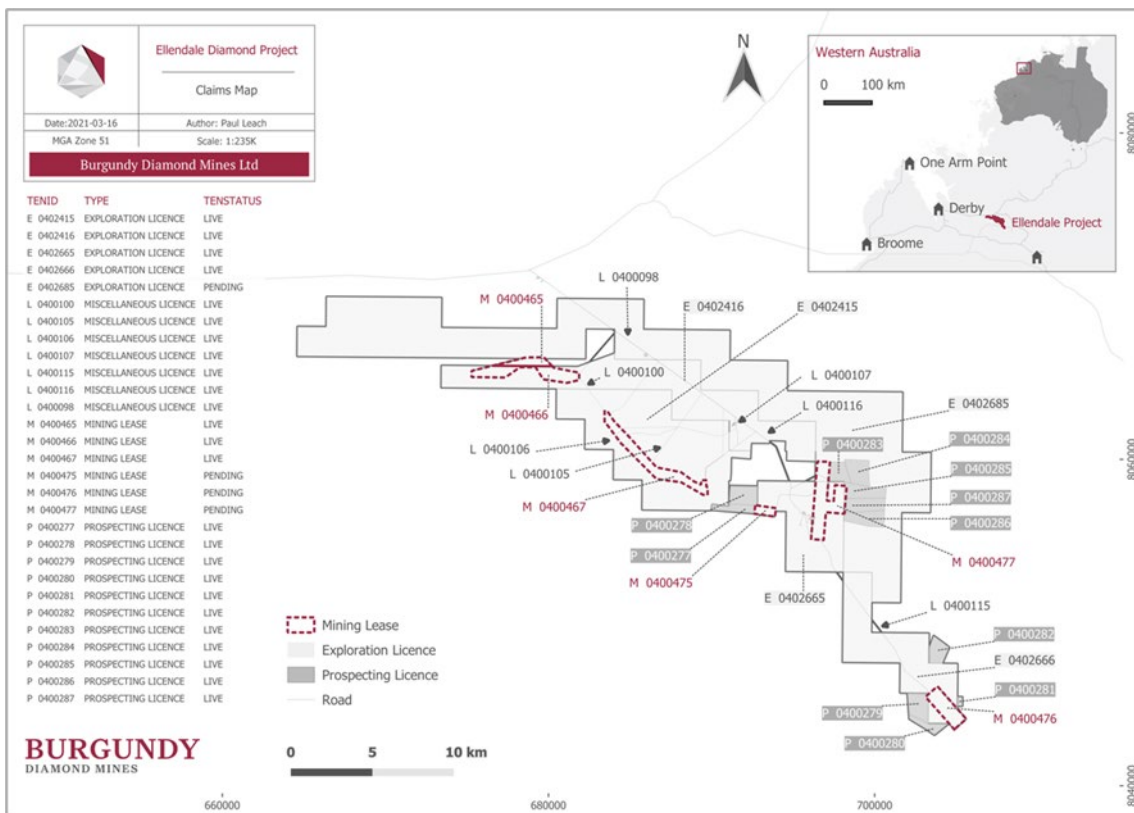 Ellendale Diamond Project
Claims Map
Date:2021-03-16 Author: Paul Leach
MGA Zone 51 Scale: 1:235K
Burgundy Diamond Mines Ltd
TENID TYPE TENSTATUS
E 0402415 EXPLORATION LICENCE LIVE
E 0402416 EXPLORATION LICENCE LIVE
E 0402665 EXPLORATION LICENCE LIVE
E 0402666 EXPLORATION LICENCE LIVE
E 0402685 EXPLORATION LICENCE PENDING
L 0400100 MISCELLANEOUS LICENCE LIVE
L 0400105 MISCELLANEOUS LICENCE LIVE
L 0400106 MISCELLANEOUS LICENCE LIVE
L 0400107 MISCELLANEOUS LICENCE LIVE
L 0400115 MISCELLANEOUS LICENCE LIVE
L 0400116 MISCELLANEOUS LICENCE LIVE
L 0400098 MISCELLANEOUS LICENCE LIVE
M 0400465 MINING LEASE LIVE
M 0400466 MINING LEASE LIVE
M 0400467 MINING LEASE LIVE
M 0400475 MINING LEASE PENDING
M 0400476 MINING LEASE PENDING
M 0400477 MINING LEASE PENDING
P 0400277 PROSPECTING LICENCE LIVE
P 0400278 PROSPECTING LICENCE LIVE
P 0400279 PROSPECTING LICENCE LIVE
P 0400280 PROSPECTING LICENCE LIVE
P 0400281 PROSPECTING LICENCE LIVE
P 0400282 PROSPECTING LICENCE LIVE
P 0400283 PROSPECTING LICENCE LIVE
P 0400284 PROSPECTING LICENCE LIVE
P 0400285 PROSPECTING LICENCE LIVE
P 0400286 PROSPECTING LICENCE LIVE
P 0400287 PROSPECTING LICENCE LIVE
BURGUNDY
DIAMOND MINES
N
Western Australia
0 100 km
One Arm Point
Derby
Ellendale Project
Broome
L 0400098
M 0400465
E 0402416
E 0402415
L 0400100
L 0400107
M 0400466
L 0400116
E 0402685
L 0400106
P 0400283
P 0400284
L 0400105
P 0400285
M 0400467
P 0400287
P 0400278
P 0400286
P 0400277
M 0400477
M 0400475
E 0402665
L 0400115
P 0400282
E 0402666
P 0400281
P 0400279
M 0400476
P 0400280
Mining Lease
Exploration Licence
Prospecting Licence
Road
0 5 10 km
660000 680000 700000
8080000
8060000
8040000